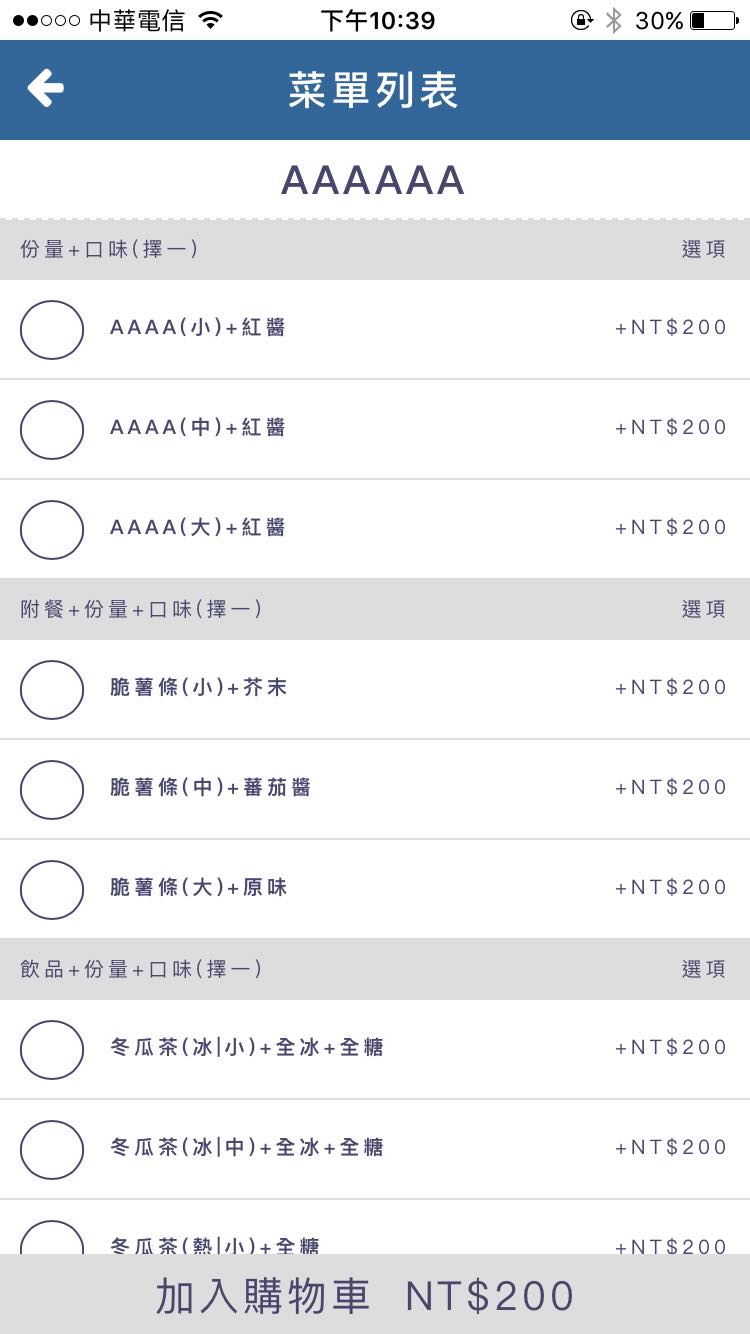 中華電信 下午10:39 30%
菜單列表
AAAAAA
份量+口味(擇一) 選項
AAAA(小)+紅醬 +NT$200
AAAA(中)+紅醬 +NT$200
AAAA(大)+紅醬 +NT$200
附餐+份量+口味(擇一) 選項
脆薯條(小)+芥末 +NT$200
脆薯條(中)+蕃茄醬 +NT$200
脆薯條(大)+原味 +NT$200
飲品+份量+口味(擇一) 選項
冬瓜茶(冰|小)+全冰+全糖 +NT$200
冬瓜茶(冰|中)+全冰+全糖 +NT$200
冬瓜茶(熱|小)+全糖 +NT$200
加入購物車 NT$200